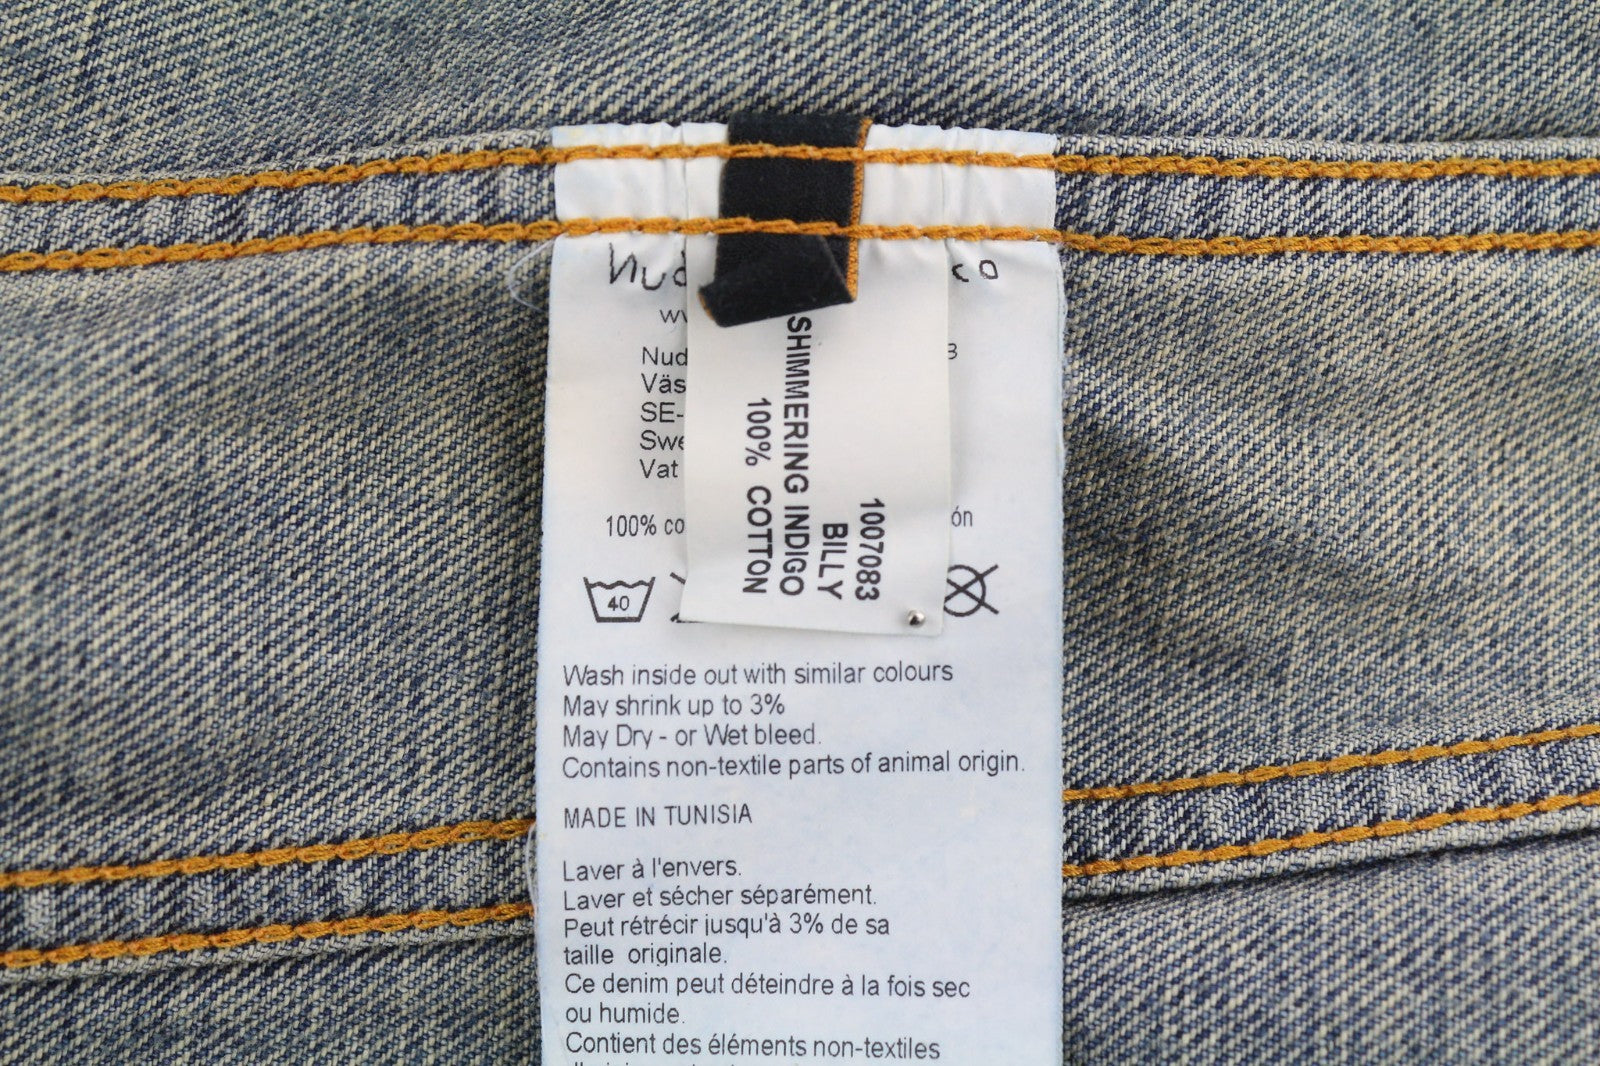 co
Nud
Väs
SE-
Swe
Vat
100% co
ón
40
1007083
BILLY
SHIMMERING INDIGO
100% COTTON
Wash inside out with similar colours
May shrink up to 3%
May Dry - or Wet bleed.
Contains non-textile parts of animal origin.
MADE IN TUNISIA
Laver à l'envers.
Laver et sécher séparément.
Peut rétrécir jusqu'à 3% de sa
taille originale.
Ce denim peut déteindre à la fois sec
ou humide.
Contient des éléments non-textiles